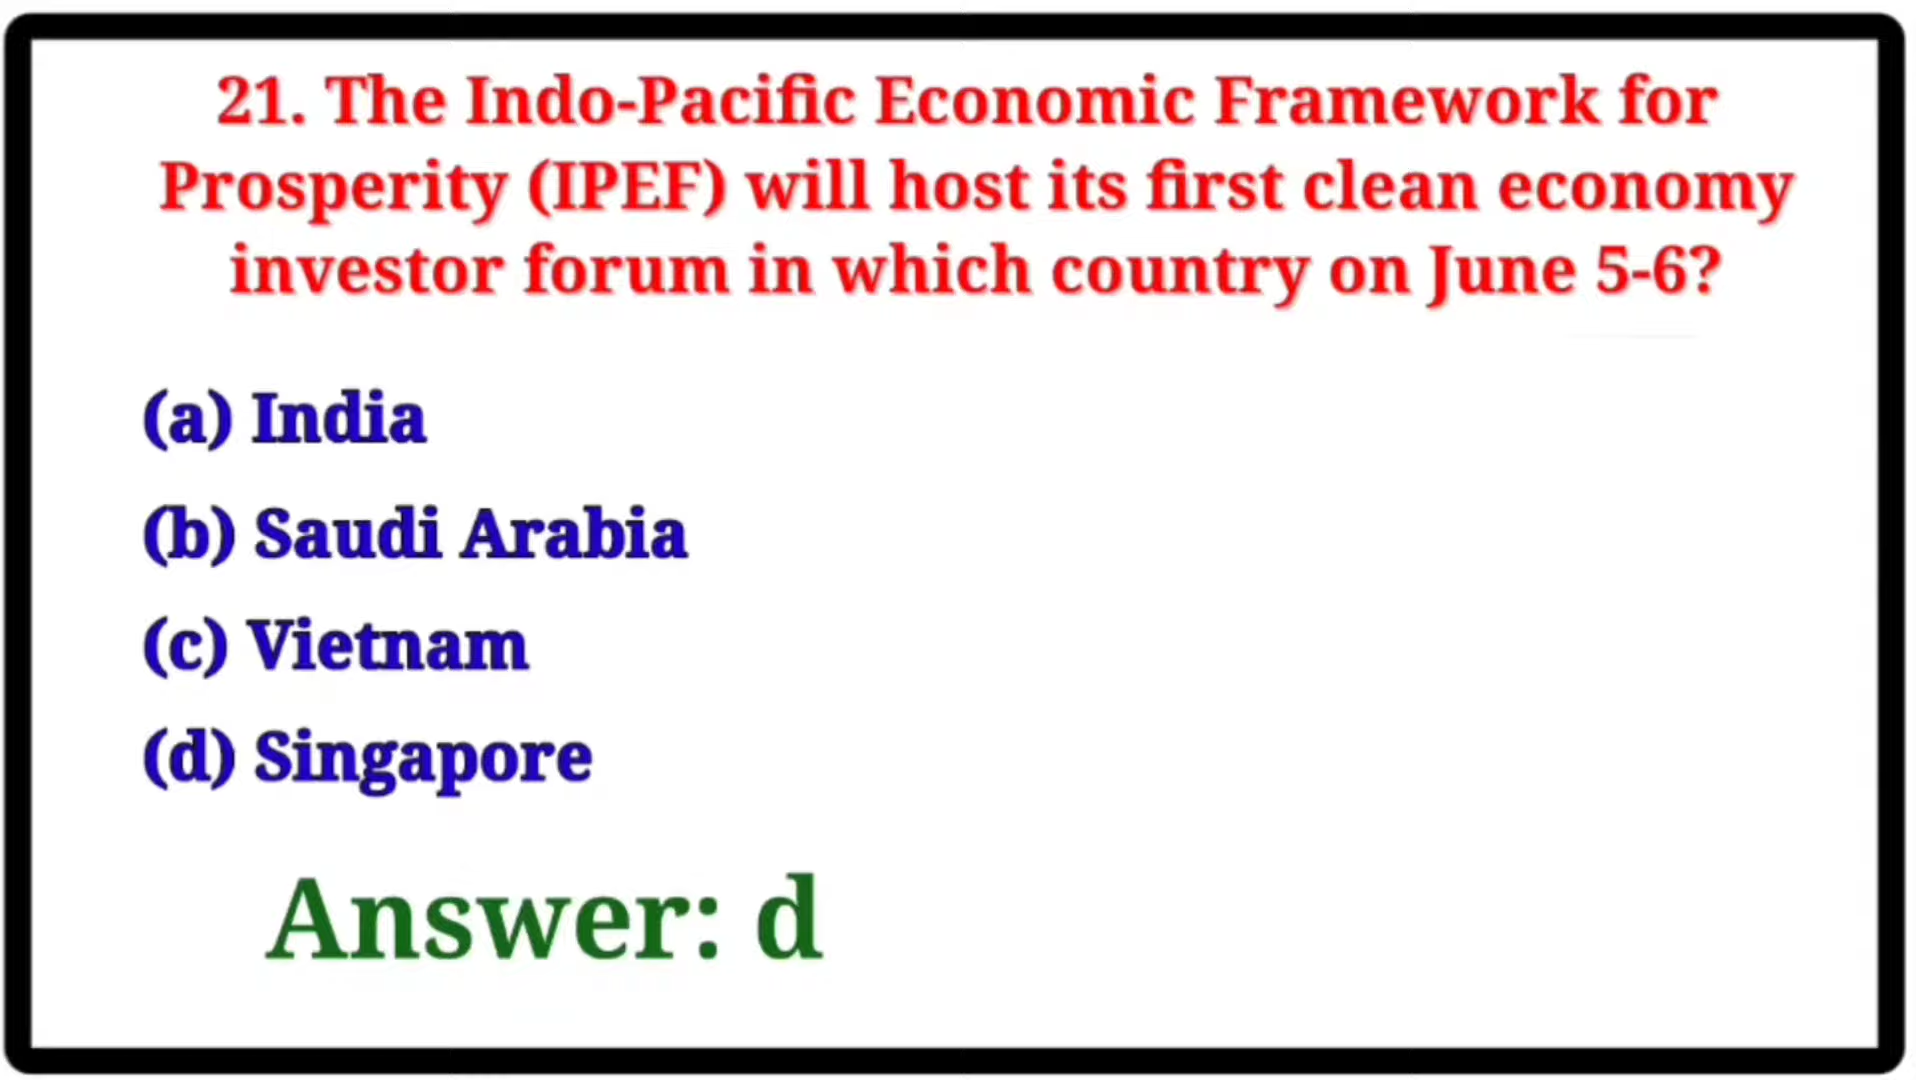 21. The Indo-Pacific Economic Framework for
Prosperity (IPEF) will host its first clean economy
investor forum in which country on June 5-6?
(a) India
(b) Saudi Arabia
(c) Vietnam
(d) Singapore
Answer: d